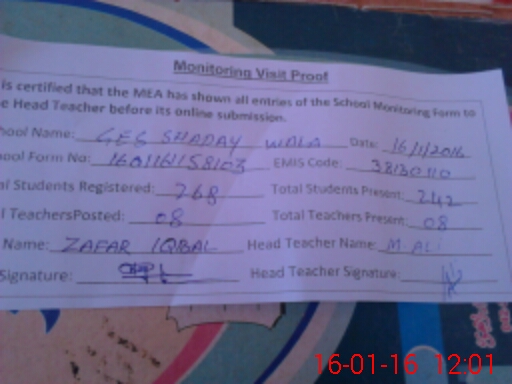 Monitoring Visit Proof
is certified that the MEA has shown all entries of the School Monitoring Form to
e Head Teacher before its online submission.
hool Name: GES SHADAY WALA Date: 16/1/2016
hool Form No: 1601161158103 EMIS Code: 38130110
al Students Registered: 268 Total Students Present: 242
l TeachersPosted: 08 Total Teachers Present: 08
Name: ZAFAR IQBAL Head Teacher Name: M ALI
Signature: Head Teacher Signature:
16-01-16 12:01